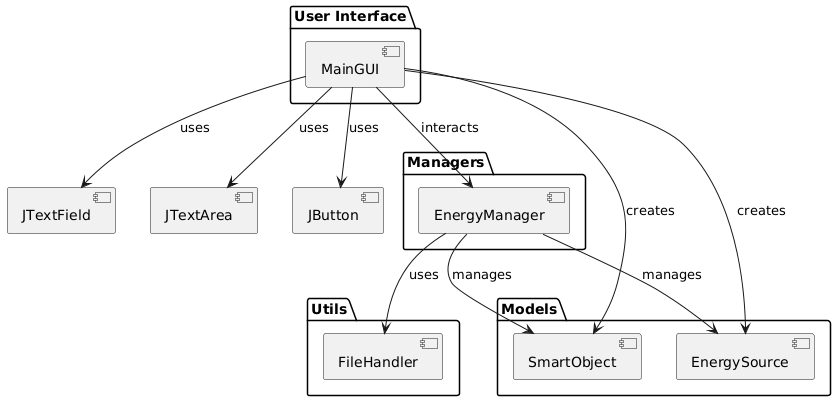 User Interface
MainGUI
uses
uses
uses
interacts
Managers
JTextField
JTextArea
JButton
EnergyManager
creates
creates
uses
manages
manages
Utils
Models
FileHandler
SmartObject
EnergySource